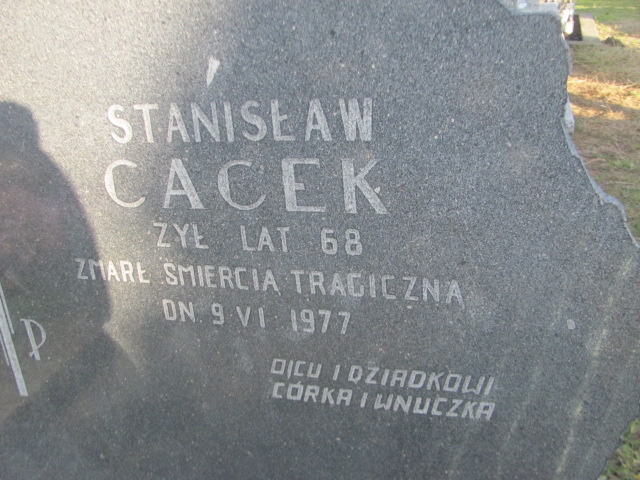 STANISŁAW
CACEK
ŻYŁ LAT 68
ZMARŁ ŚMIERCIĄ TRAGICZNĄ
DN. 9 VI 1977
P
OJCU I DZIADKOWI
CÓRKA I WNUCZKA